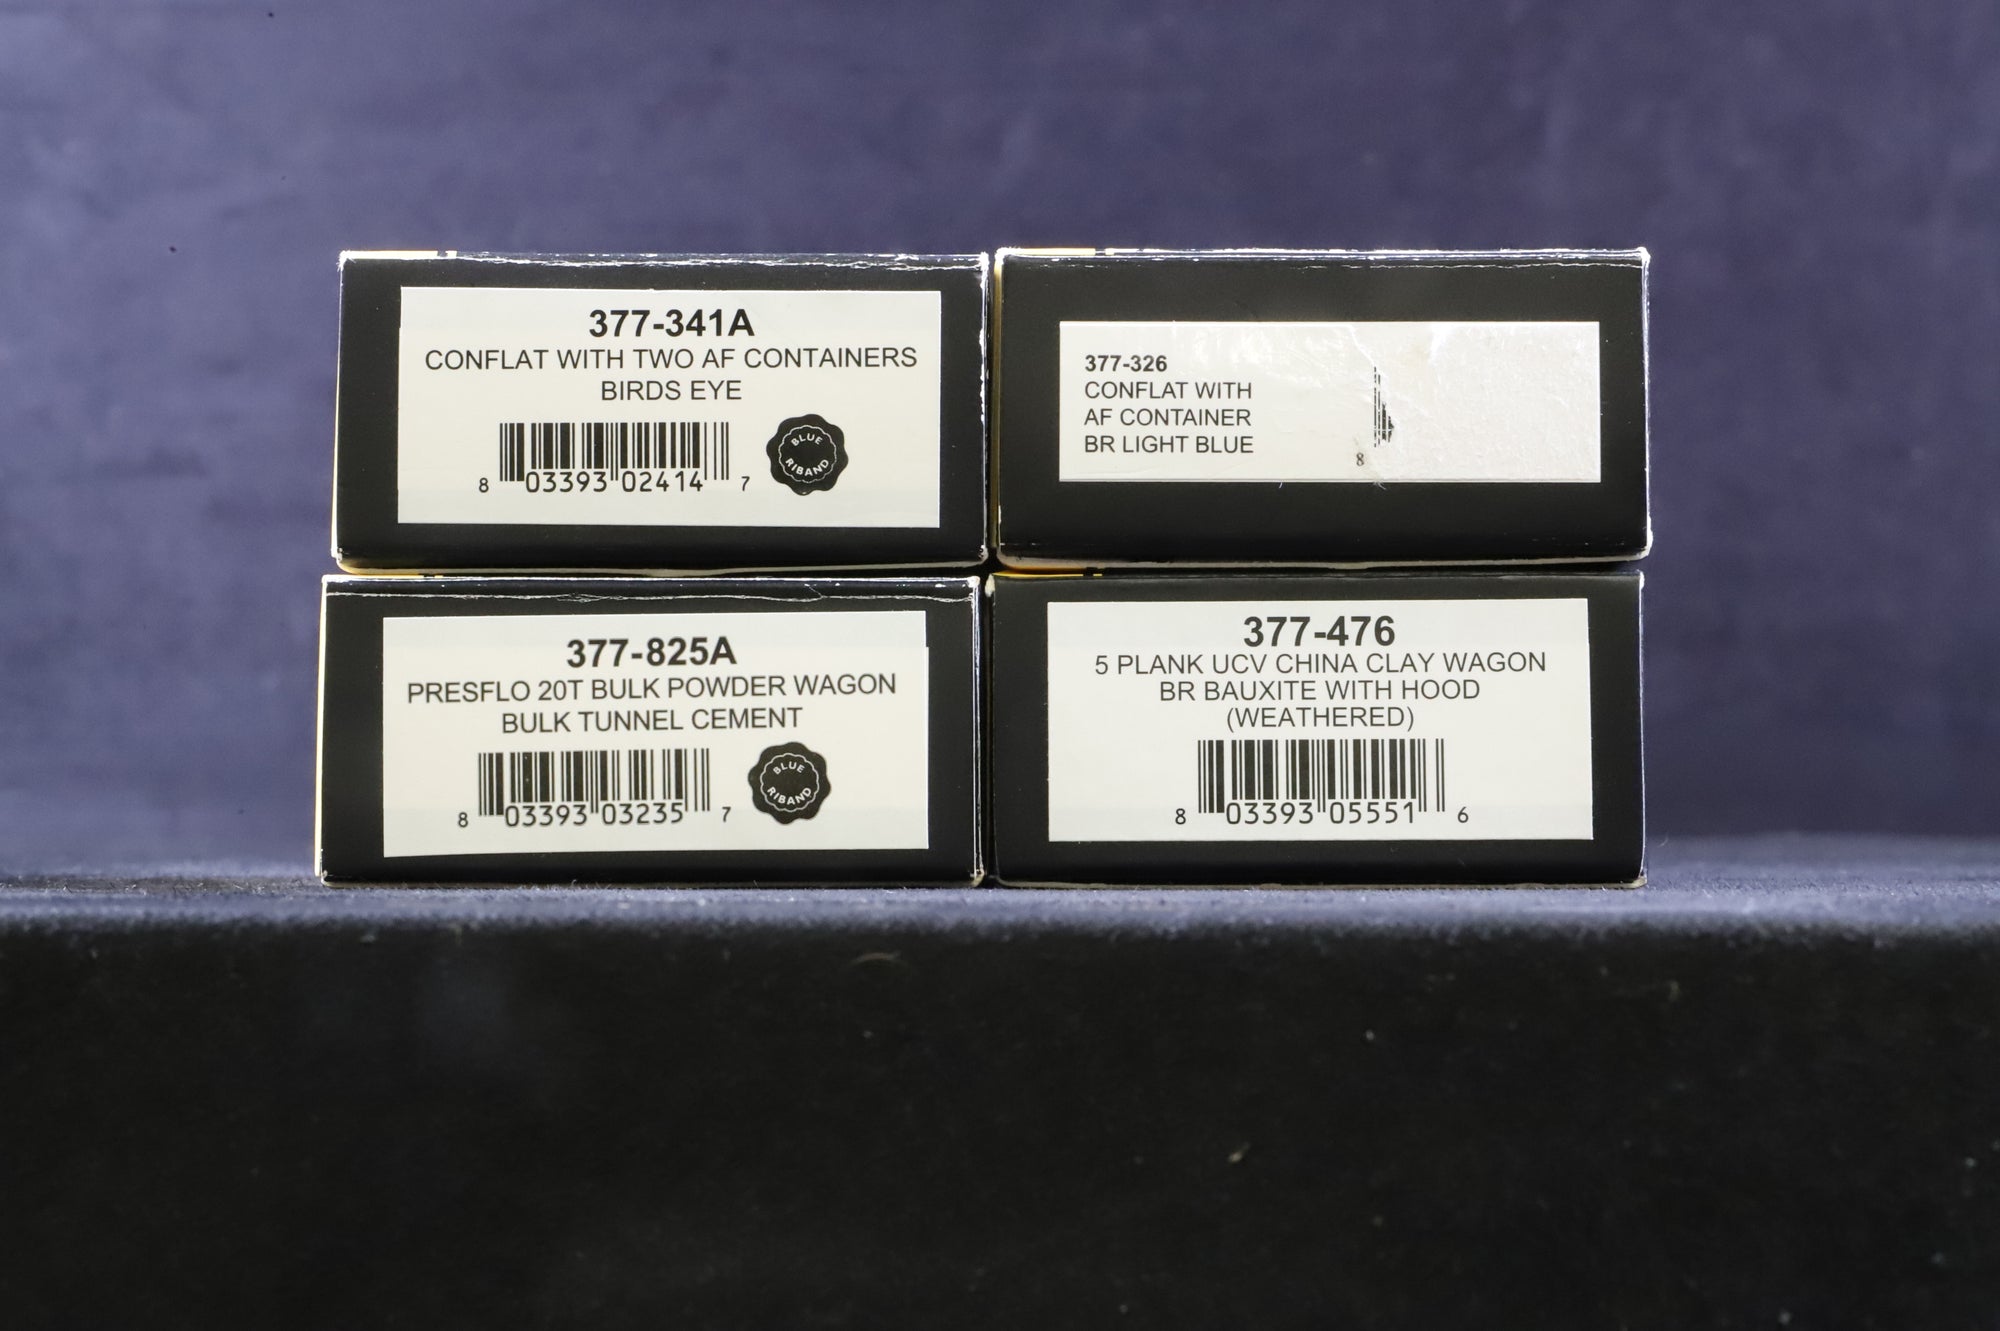 377-341A
CONFLAT WITH TWO AF CONTAINERS
BIRDS EYE
8 03393 02414 7
BLUE
RIBAND
377-326
CONFLAT WITH
AF CONTAINER
BR LIGHT BLUE
8
377-825A
PRESFLO 20T BULK POWDER WAGON
BULK TUNNEL CEMENT
8 03393 03235 7
BLUE
RIBAND
377-476
5 PLANK UCV CHINA CLAY WAGON
BR BAUXITE WITH HOOD
(WEATHERED)
8 03393 05551 6